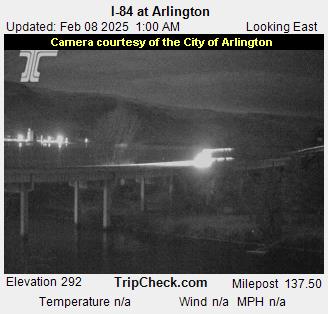 I-84 at Arlington
Updated: Feb 08 2025 1:00 AM Looking East
Camera courtesy of the City of Arlington
Elevation 292 TripCheck.com Milepost 137.50
Temperature n/a Wind n/a MPH n/a